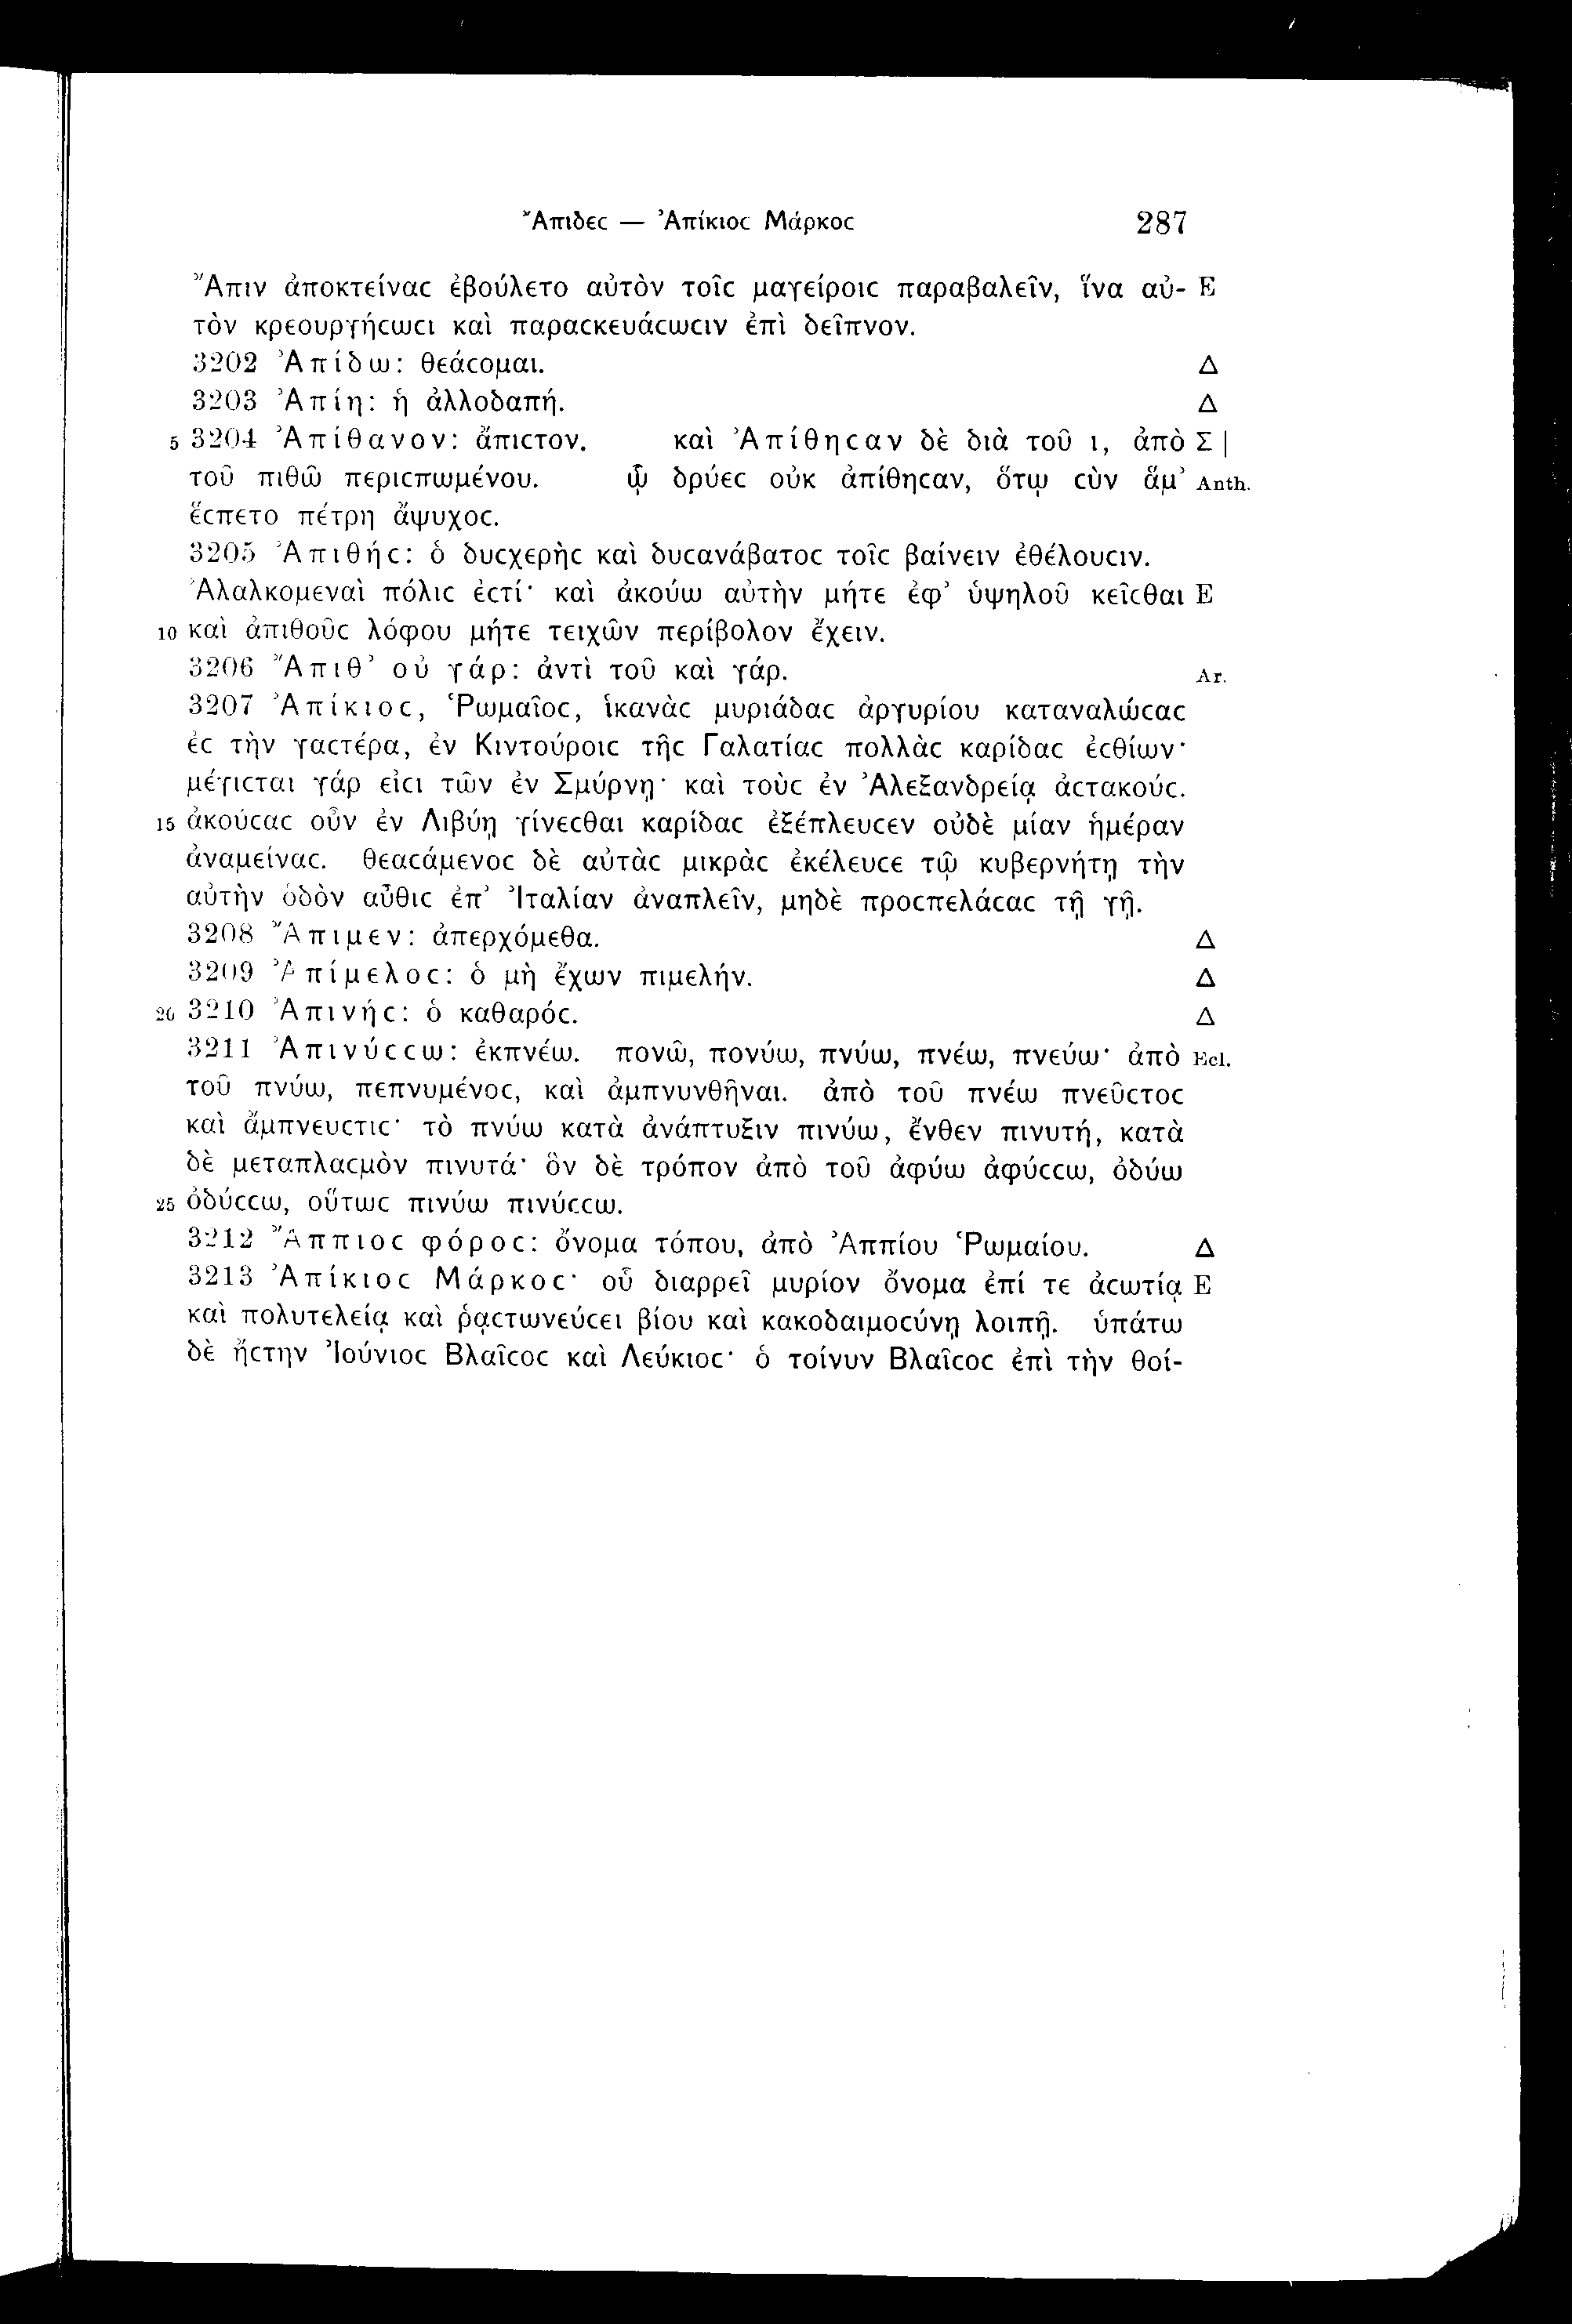 Ἄπιδεϲ — Ἀπίκιοϲ Μάρκοϲ 287
Ἄπιν ἀποκτείναϲ ἐβούλετο αὐτὸν τοῖϲ μαγείροιϲ παραβαλεῖν, ἵνα αὐ- E
τὸν κρεουργήϲωϲι καὶ παραϲκευάϲωϲιν ἐπὶ δεῖπνον.
3202 Ἀπίδω: θεάϲομαι. Δ
3203 Ἀπίη: ἡ ἀλλοδαπή. Δ
5 3204 Ἀπίθανον: ἄπιϲτον. καὶ Ἀπίθηϲαν δὲ διὰ τοῦ ι, ἀπὸ Σ |
τοῦ πιθῶ περιϲπωμένου. ᾧ δρύεϲ οὐκ ἀπίθηϲαν, ὅτῳ ϲὺν ἅμ’ Anth.
ἕϲπετο πέτρη ἄψυχοϲ.
3205 Ἀπιθήϲ: ὁ δυϲχερὴϲ καὶ δυϲανάβατοϲ τοῖϲ βαίνειν ἐθέλουϲιν.
Ἀλαλκομεναὶ πόλιϲ ἐϲτί· καὶ ἀκούω αὐτὴν μήτε ἐφ’ ὑψηλοῦ κεῖϲθαι E
10 καὶ ἀπιθοῦϲ λόφου μήτε τειχῶν περίβολον ἔχειν.
3206 Ἄπιθ’ οὐ γάρ: ἀντὶ τοῦ καὶ γάρ. Ar.
3207 Ἀπίκιοϲ, Ῥωμαῖοϲ, ἱκανὰϲ μυριάδαϲ ἀργυρίου καταναλώϲαϲ
ἐϲ τὴν γαϲτέρα, ἐν Κιντούροιϲ τῆϲ Γαλατίαϲ πολλὰϲ καρίδαϲ ἐϲθίων·
μέγιϲται γάρ εἰϲι τῶν ἐν Σμύρνῃ· καὶ τοὺϲ ἐν Ἀλεξανδρείᾳ ἀϲτακούϲ.
15 ἀκούϲαϲ οὖν ἐν Λιβύῃ γίνεϲθαι καρίδαϲ ἐξέπλευϲεν οὐδὲ μίαν ἡμέραν
ἀναμείναϲ. θεαϲάμενοϲ δὲ αὐτὰϲ μικρὰϲ ἐκέλευϲε τῷ κυβερνήτῃ τὴν
αὐτὴν ὁδὸν αὖθιϲ ἐπ’ Ἰταλίαν ἀναπλεῖν, μηδὲ προϲπελάϲαϲ τῇ γῇ.
3208 Ἄπιμεν: ἀπερχόμεθα. Δ
3209 Ἀπίμελοϲ: ὁ μὴ ἔχων πιμελήν. Δ
20 3210 Ἀπινήϲ: ὁ καθαρόϲ. Δ
3211 Ἀπινύϲϲω: ἐκπνέω. πονῶ, πονύω, πνύω, πνέω, πνεύω· ἀπὸ Ecl.
τοῦ πνύω, πεπνυμένοϲ, καὶ ἀμπνυνθῆναι. ἀπὸ τοῦ πνέω πνεῦϲτοϲ
καὶ ἄμπνευϲτιϲ· τὸ πνύω κατὰ ἀνάπτυξιν πινύω, ἔνθεν πινυτή, κατὰ
δὲ μεταπλαϲμὸν πινυτά· ὃν δὲ τρόπον ἀπὸ τοῦ ἀφύω ἀφύϲϲω, ὀδύω
25 ὀδύϲϲω, οὕτωϲ πινύω πινύϲϲω.
3212 Ἄππιοϲ φόροϲ: ὄνομα τόπου, ἀπὸ Ἀππίου Ῥωμαίου. Δ
3213 Ἀπίκιοϲ Μάρκοϲ· οὗ διαρρεῖ μυρίον ὄνομα ἐπί τε ἀϲωτίᾳ E
καὶ πολυτελείᾳ καὶ ῥᾳϲτωνεύϲει βίου καὶ κακοδαιμοϲύνῃ λοιπῇ. ὑπάτω
δὲ ἤϲτην Ἰούνιοϲ Βλαῖϲοϲ καὶ Λεύκιοϲ· ὁ τοίνυν Βλαῖϲοϲ ἐπὶ τὴν θοί-